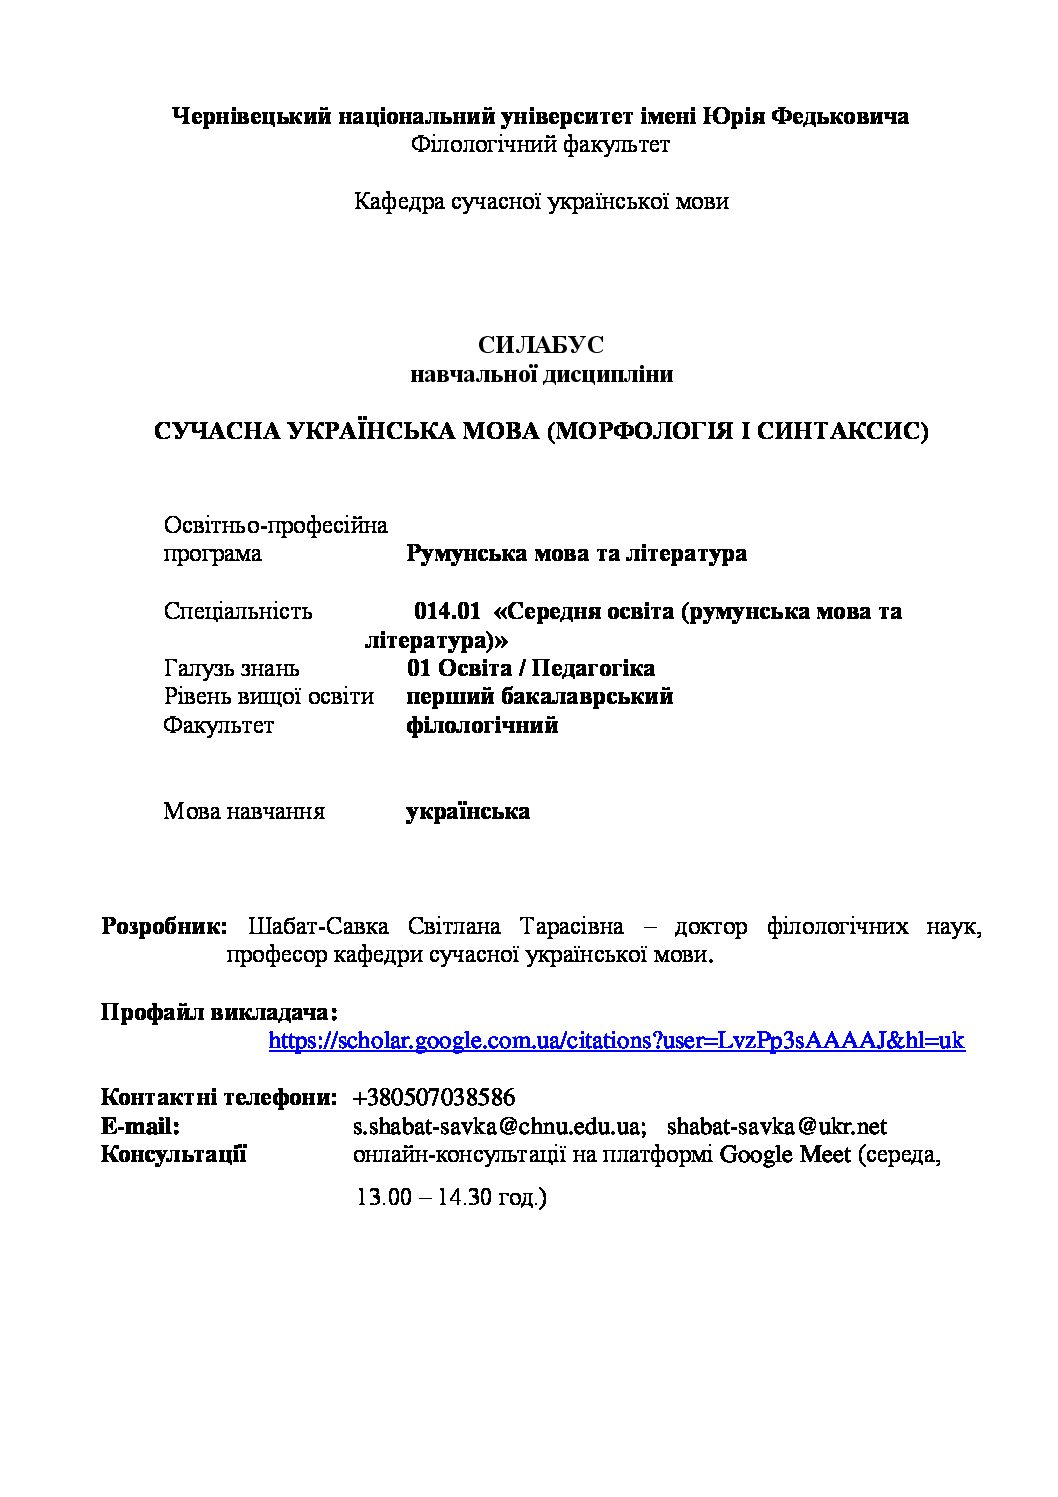 Чернівецький національний університет імені Юрія Федьковича
Філологічний факультет
Кафедра сучасної української мови
СИЛАБУС
навчальної дисципліни
СУЧАСНА УКРАЇНСЬКА МОВА (МОРФОЛОГІЯ І СИНТАКСИС)
Освітньо-професійна
програма Румунська мова та література
Спеціальність 014.01 «Середня освіта (румунська мова та
література)»
Галузь знань 01 Освіта / Педагогіка
Рівень вищої освіти перший бакалаврський
Факультет філологічний
Мова навчання українська
Розробник: Шабат-Савка Світлана Тарасівна – доктор філологічних наук,
професор кафедри сучасної української мови.
Профайл викладача:
https://scholar.google.com.ua/citations?user=LvzPp3sAAAAJ&hl=uk
Контактні телефони: +380507038586
E-mail: s.shabat-savka@chnu.edu.ua; shabat-savka@ukr.net
Консультації онлайн-консультації на платформі Google Meet (середа,
13.00 – 14.30 год.)